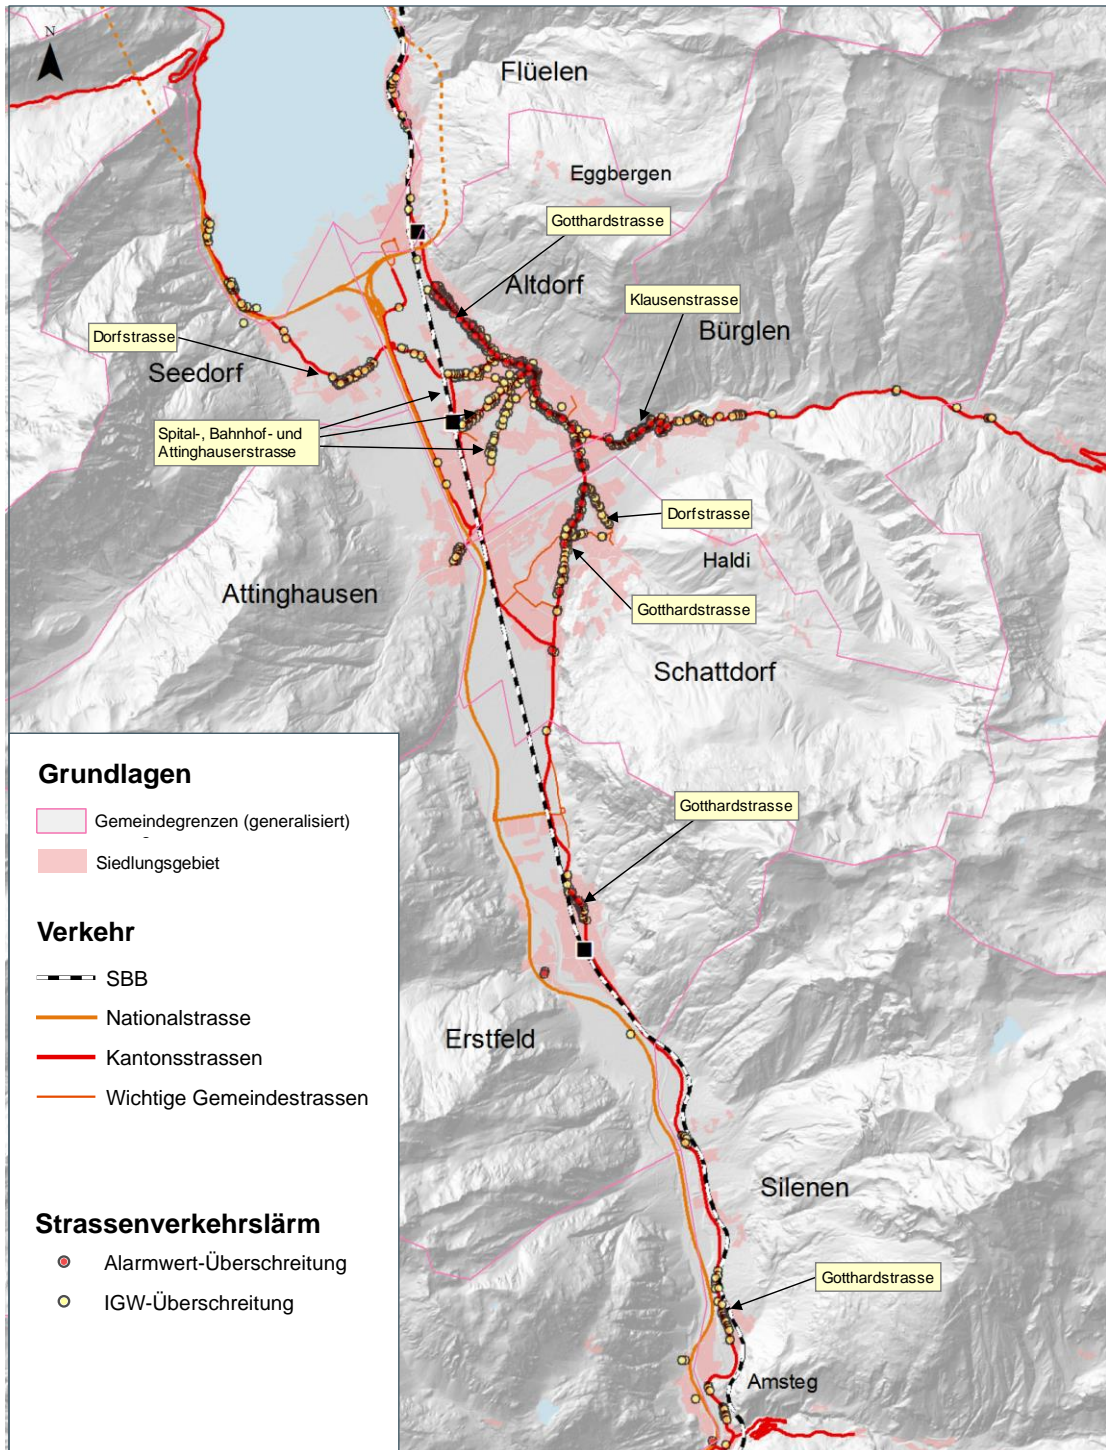 N
Flüelen
Eggbergen
Gotthardstrasse
Altdorf
Klausenstrasse
Bürglen
Dorfstrasse
Seedorf
Spital-, Bahnhof- und
Attinghauserstrasse
Dorfstrasse
Haldi
Attinghausen
Gotthardstrasse
Schattdorf
Grundlagen
Gemeindegrenzen (generalisiert)
Siedlungsgebiet
Gotthardstrasse
Verkehr
SBB
Nationalstrasse
Kantonsstrassen
Wichtige Gemeindestrassen
Erstfeld
Silenen
Strassenverkehrslärm
Alarmwert-Überschreitung
IGW-Überschreitung
Gotthardstrasse
Amsteg